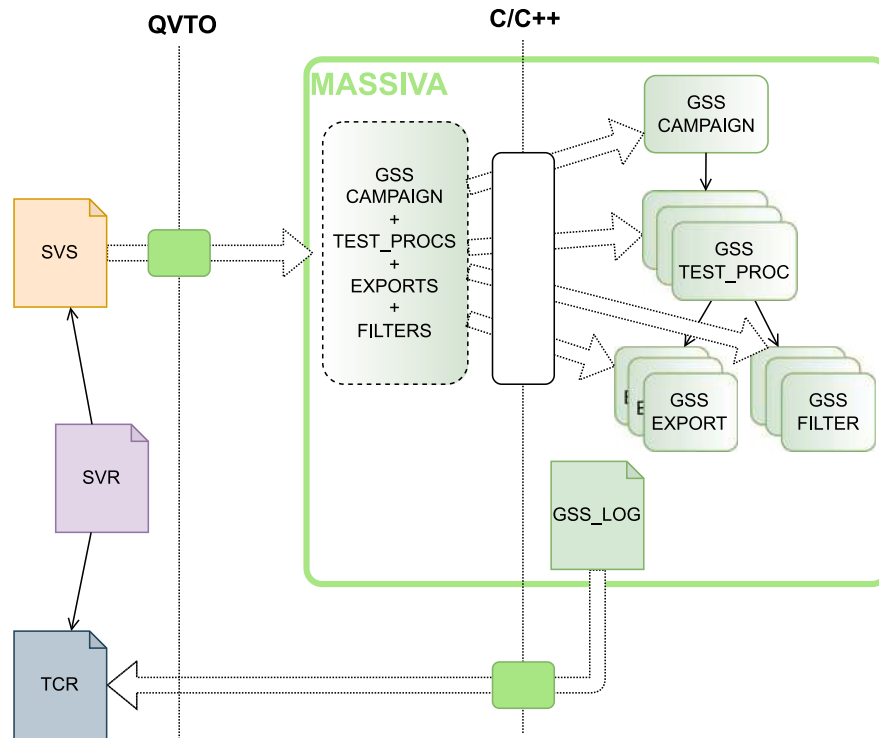 QVTO
C/C++
MASSIVA
GSS
CAMPAIGN
+
TEST_PROCS
+
EXPORTS
+
FILTERS
GSS
CAMPAIGN
GSS
TEST_PROC
SVS
E
E
GSS
EXPORT
GSS
FILTER
SVR
GSS_LOG
TCR